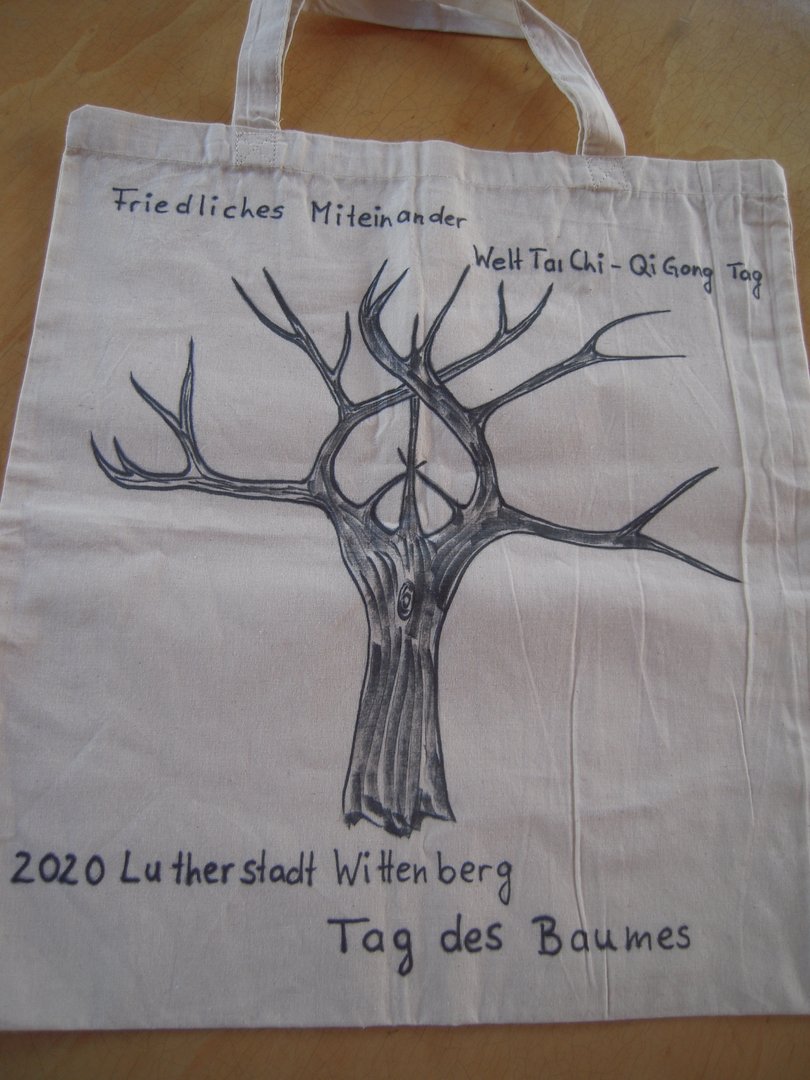 Friedliches Miteinander
Welt Tai Chi - Qi Gong Tag
2020 Lutherstadt Wittenberg
Tag des Baumes